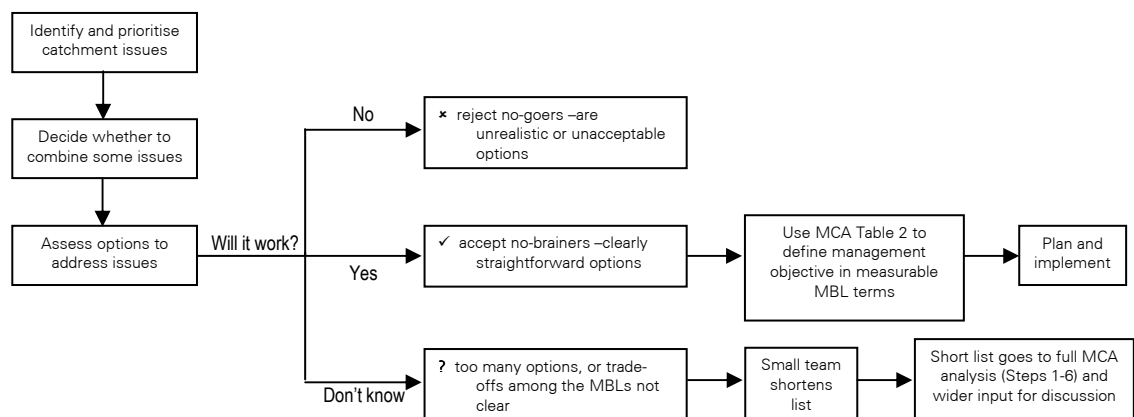 Identify and prioritise
catchment issues
Decide whether to
combine some issues
Assess options to
address issues
Will it work?
No
✖ reject no-goers –are
unrealistic or unacceptable
options
Yes
✓ accept no-brainers –clearly
straightforward options
Use MCA Table 2 to
define management
objective in measurable
MBL terms
Plan and
implement
Don't know
? too many options, or trade-
offs among the MBLs not
clear
Small team
shortens
list
Short list goes to full MCA
analysis (Steps 1-6) and
wider input for discussion